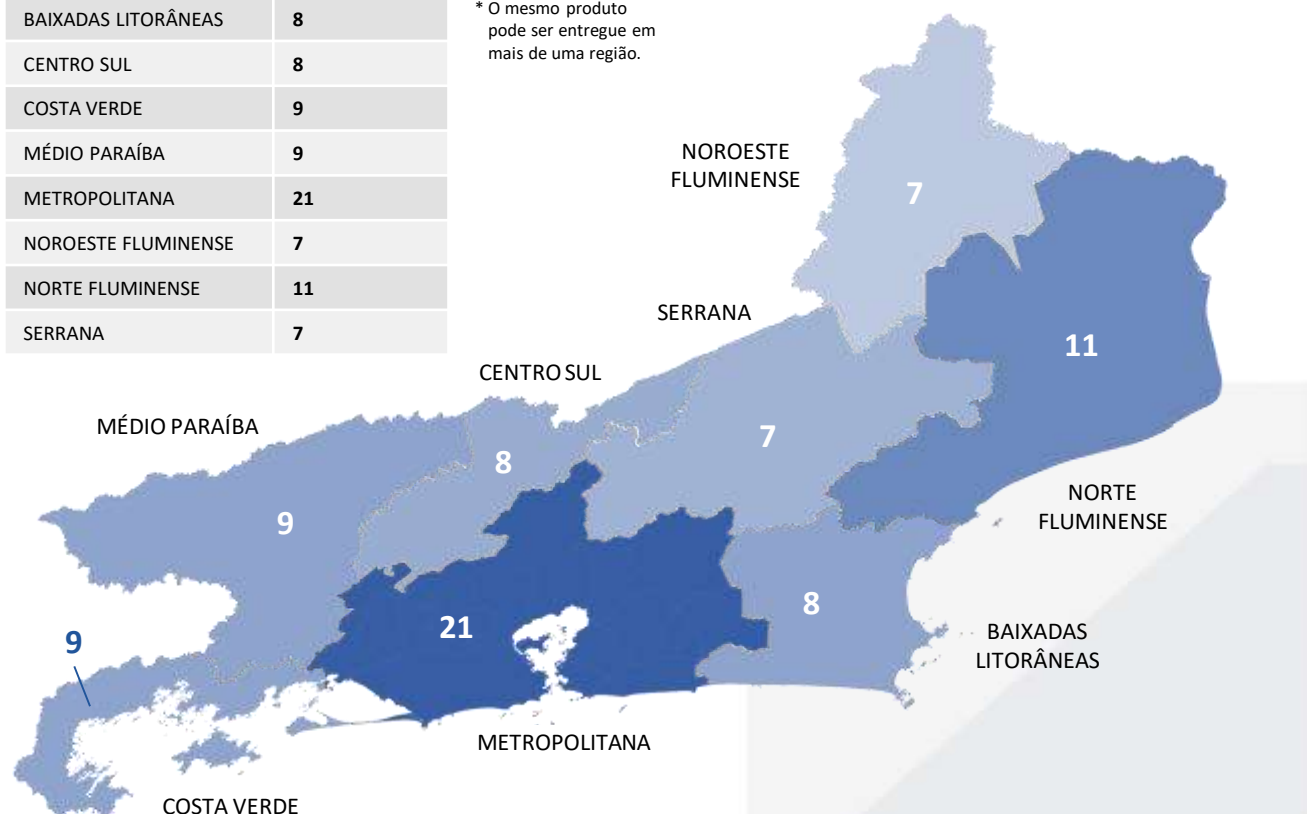 BAIXADAS LITORÂNEAS 8
CENTRO SUL 8
COSTA VERDE 9
MÉDIO PARAÍBA 9
METROPOLITANA 21
NOROESTE FLUMINENSE 7
NORTE FLUMINENSE 11
SERRANA 7
* O mesmo produto
pode ser entregue em
mais de uma região.
NOROESTE
FLUMINENSE
7
SERRANA
11
CENTRO SUL
MÉDIO PARAÍBA
7
8
NORTE
FLUMINENSE
9
8
21
9
BAIXADAS
LITORÂNEAS
METROPOLITANA
COSTA VERDE